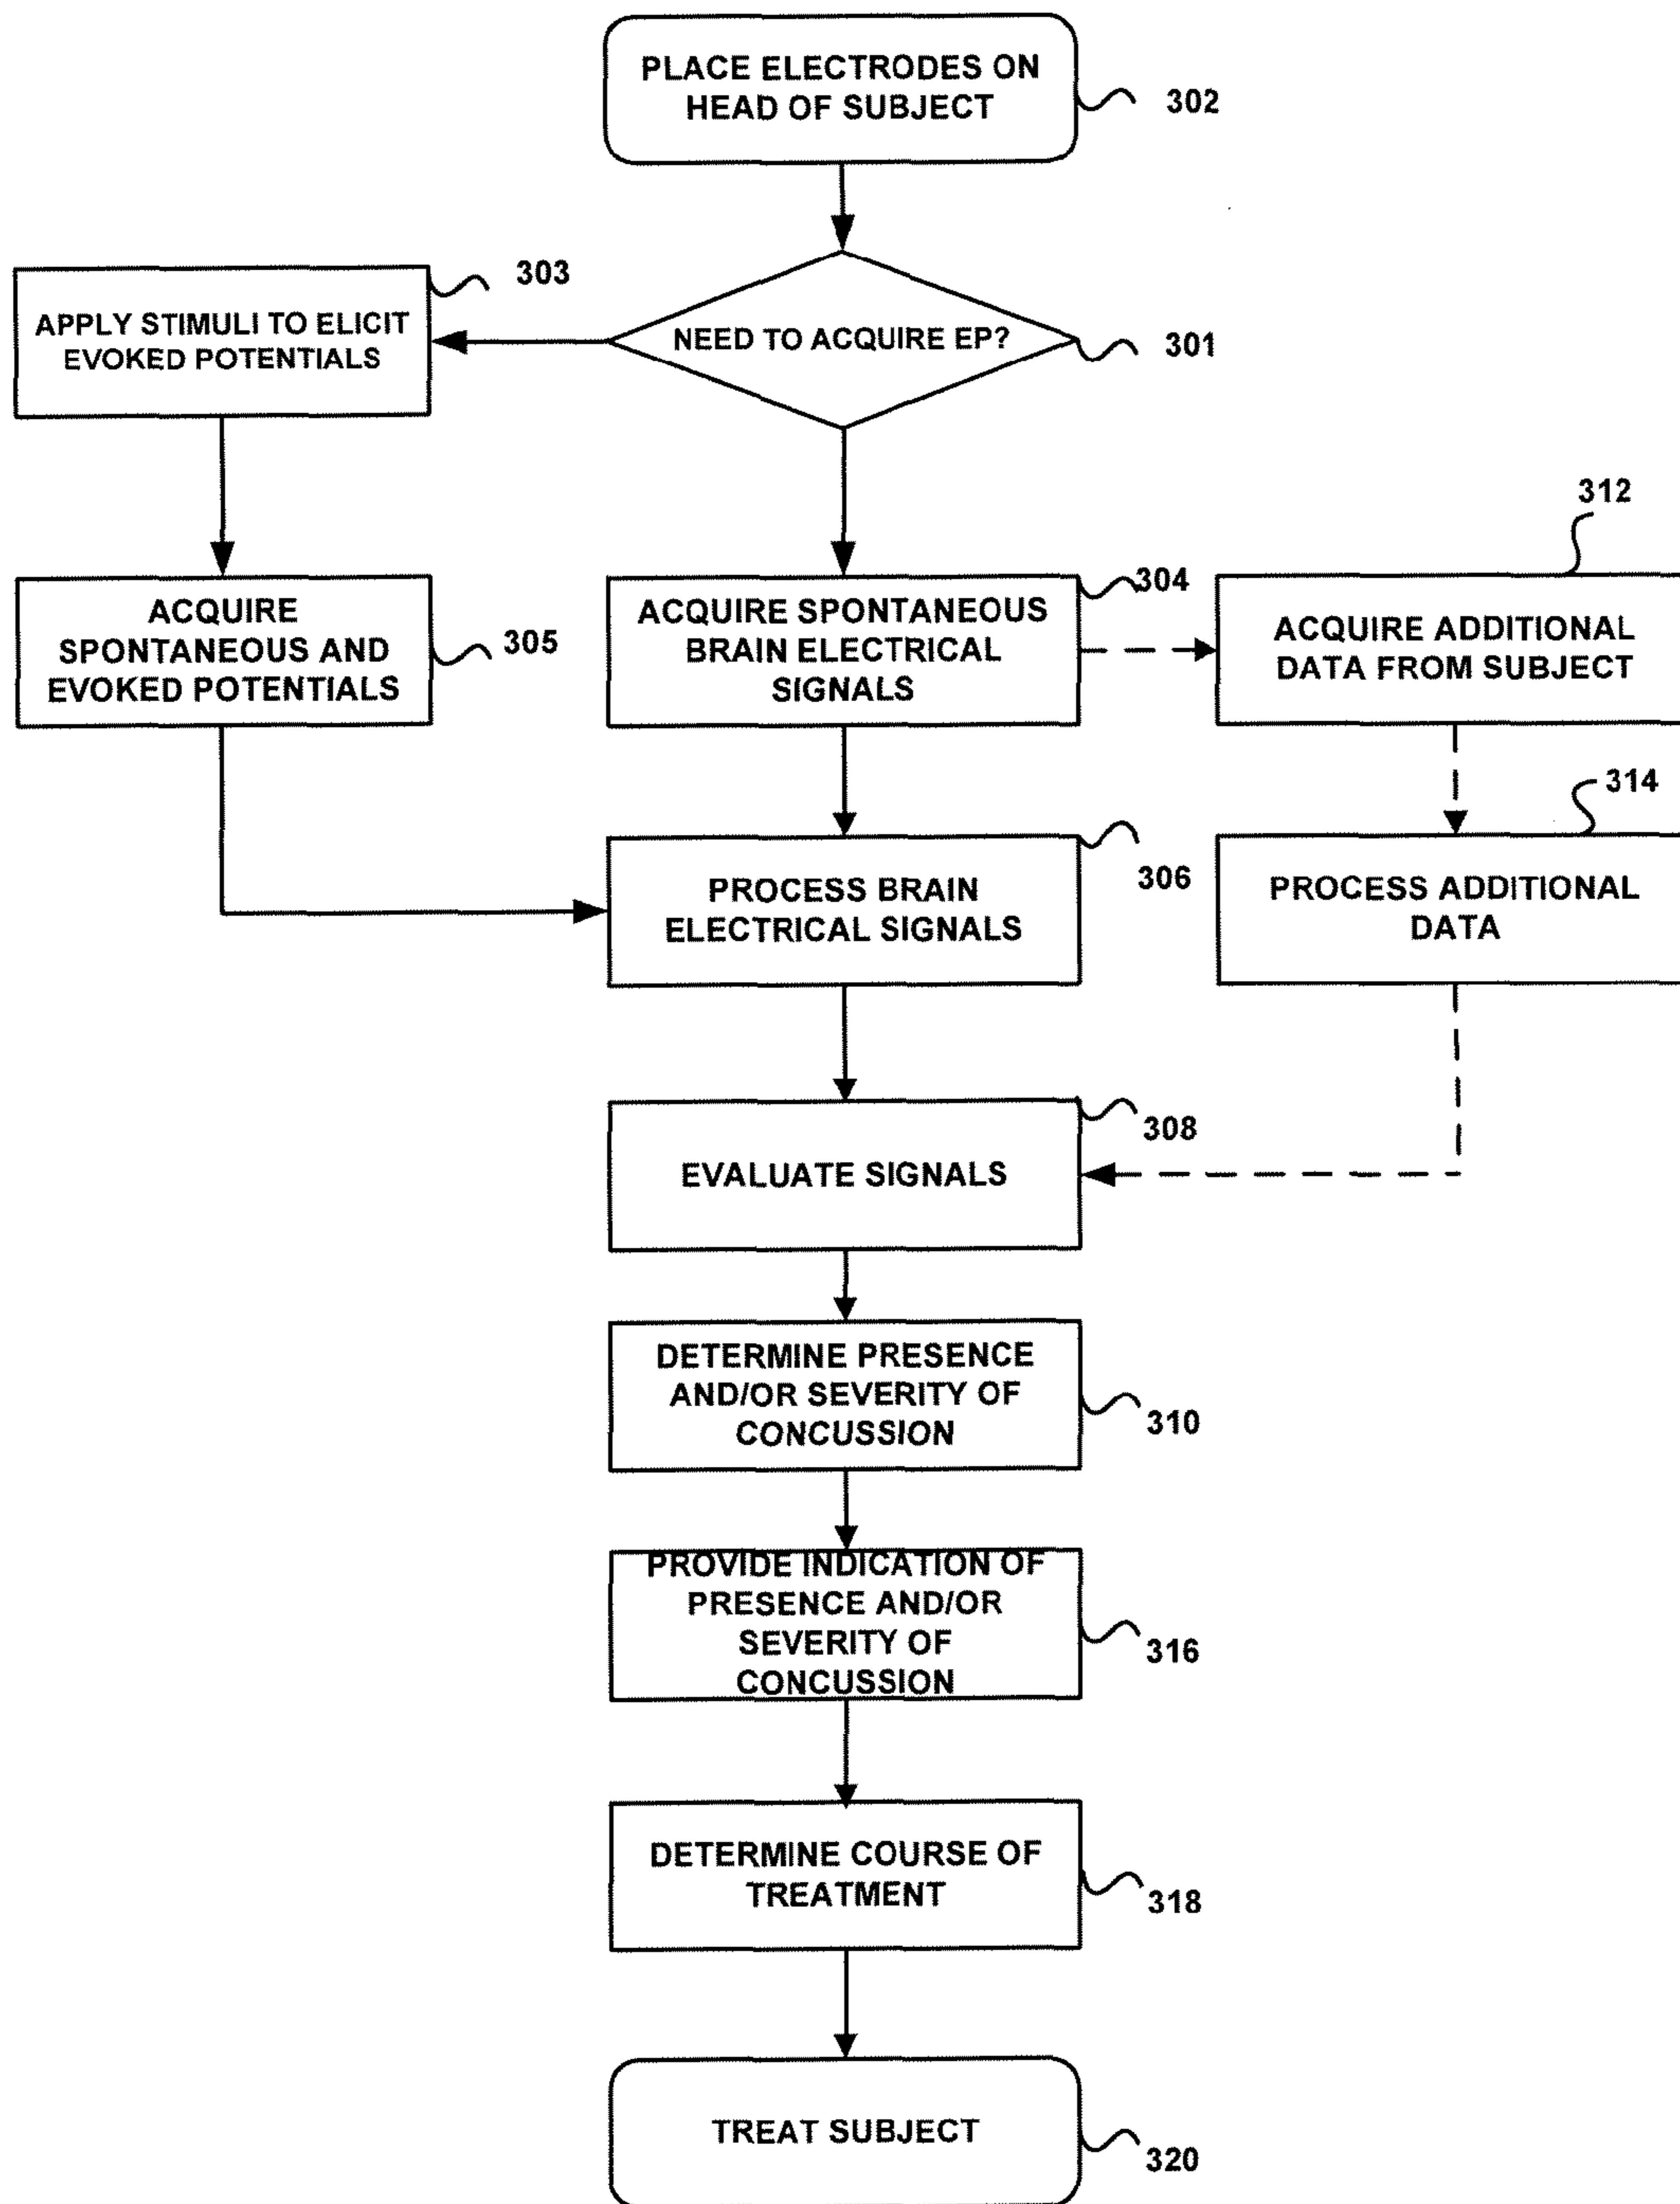 PLACE ELECTRODES ON
HEAD OF SUBJECT
302
303
APPLY STIMULI TO ELICIT
EVOKED POTENTIALS
NEED TO ACQUIRE EP?
301
312
ACQUIRE
SPONTANEOUS AND
EVOKED POTENTIALS
305
ACQUIRE SPONTANEOUS
BRAIN ELECTRICAL
SIGNALS
304
ACQUIRE ADDITIONAL
DATA FROM SUBJECT
314
PROCESS BRAIN
ELECTRICAL SIGNALS
306
PROCESS ADDITIONAL
DATA
308
EVALUATE SIGNALS
DETERMINE PRESENCE
AND/OR SEVERITY OF
CONCUSSION
310
PROVIDE INDICATION OF
PRESENCE AND/OR
SEVERITY OF
CONCUSSION
316
DETERMINE COURSE OF
TREATMENT
318
TREAT SUBJECT
320